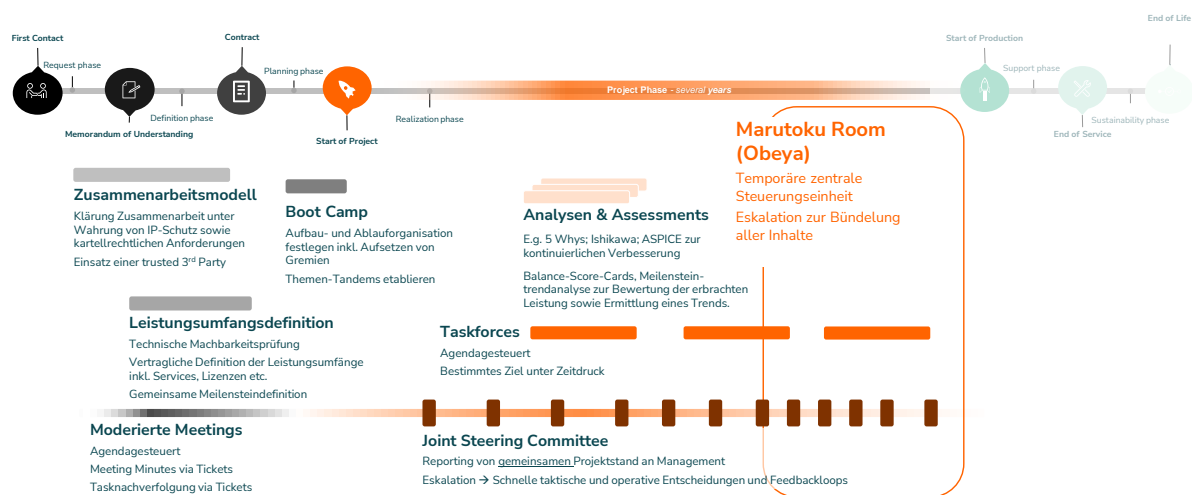 End of Life
First Contact
Contract
Start of Production
Request phase
Planning phase
Support phase
Project Phase - several years
Definition phase
Realization phase
Sustainability phase
Memorandum of Understanding
Start of Project
End of Service
Marutoku Room
(Obeya)
Temporäre zentrale
Steuerungseinheit
Eskalation zur Bündelung
aller Inhalte
Zusammenarbeitsmodell
Klärung Zusammenarbeit unter
Wahrung von IP-Schutz sowie
kartellrechtlichen Anforderungen
Einsatz einer trusted 3rd Party
Boot Camp
Aufbau- und Ablauforganisation
festlegen inkl. Aufsetzen von
Gremien
Themen-Tandems etablieren
Analysen & Assessments
E.g. 5 Whys; Ishikawa; ASPICE zur
kontinuierlichen Verbesserung
Balance-Score-Cards, Meilenstein-
trendanalyse zur Bewertung der erbrachten
Leistung sowie Ermittlung eines Trends.
Leistungsumfangsdefinition
Technische Machbarkeitsprüfung
Vertragliche Definition der Leistungsumfänge
inkl. Services, Lizenzen etc.
Gemeinsame Meilensteindefinition
Taskforces
Agendagesteuert
Bestimmtes Ziel unter Zeitdruck
Moderierte Meetings
Agendagesteuert
Meeting Minutes via Tickets
Tasknachverfolgung via Tickets
Joint Steering Committee
Reporting von gemeinsamen Projektstand an Management
Eskalation → Schnelle taktische und operative Entscheidungen und Feedbackloops